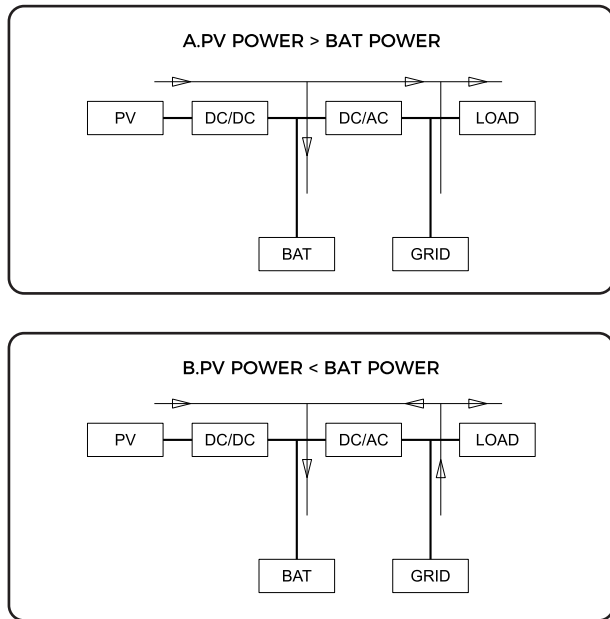 A.PV POWER > BAT POWER
PV
DC/DC
DC/AC
LOAD
BAT
GRID
B.PV POWER < BAT POWER
PV
DC/DC
DC/AC
LOAD
BAT
GRID